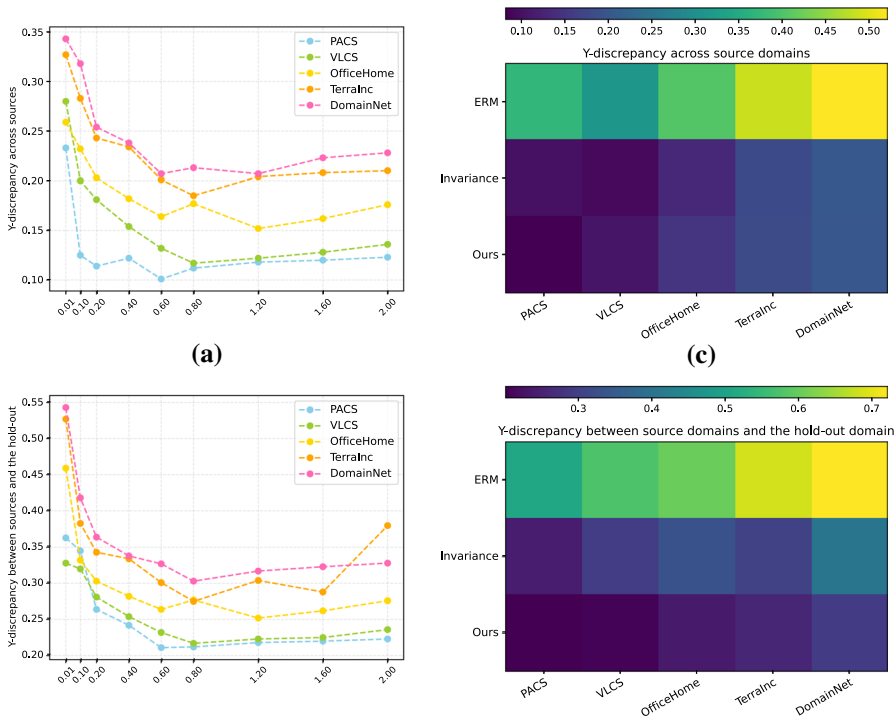 Y-discrepancy across sources
0.35
0.30
0.25
0.20
0.15
0.10
PACS
VLCS
OfficeHome
TerraInc
DomainNet
0.01
0.10
0.20
0.40
0.60
0.80
1.20
1.60
2.00
(a)
0.10 0.15 0.20 0.25 0.30 0.35 0.40 0.45 0.50
Y-discrepancy across source domains
ERM
Invariance
Ours
PACS
VLCS
OfficeHome
TerraInc
DomainNet
(c)
Y-discrepancy between sources and the hold-out
0.55
0.50
0.45
0.40
0.35
0.30
0.25
0.20
PACS
VLCS
OfficeHome
TerraInc
DomainNet
0.01
0.10
0.20
0.40
0.60
0.80
1.20
1.60
2.00
0.3 0.4 0.5 0.6 0.7
Y-discrepancy between source domains and the hold-out domain
ERM
Invariance
Ours
PACS
VLCS
OfficeHome
TerraInc
DomainNet